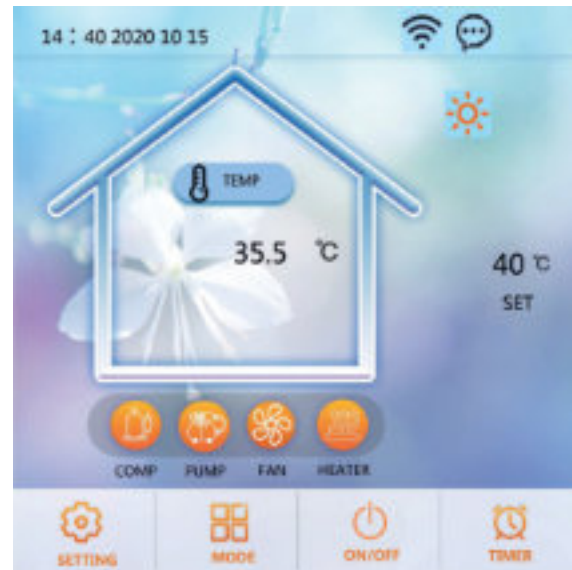 14 : 40 2020 10 15
TEMP
35.5 °C
40 °C
SET
COMP PUMP FAN HEATER
SETTING MODE ON/OFF TIMER